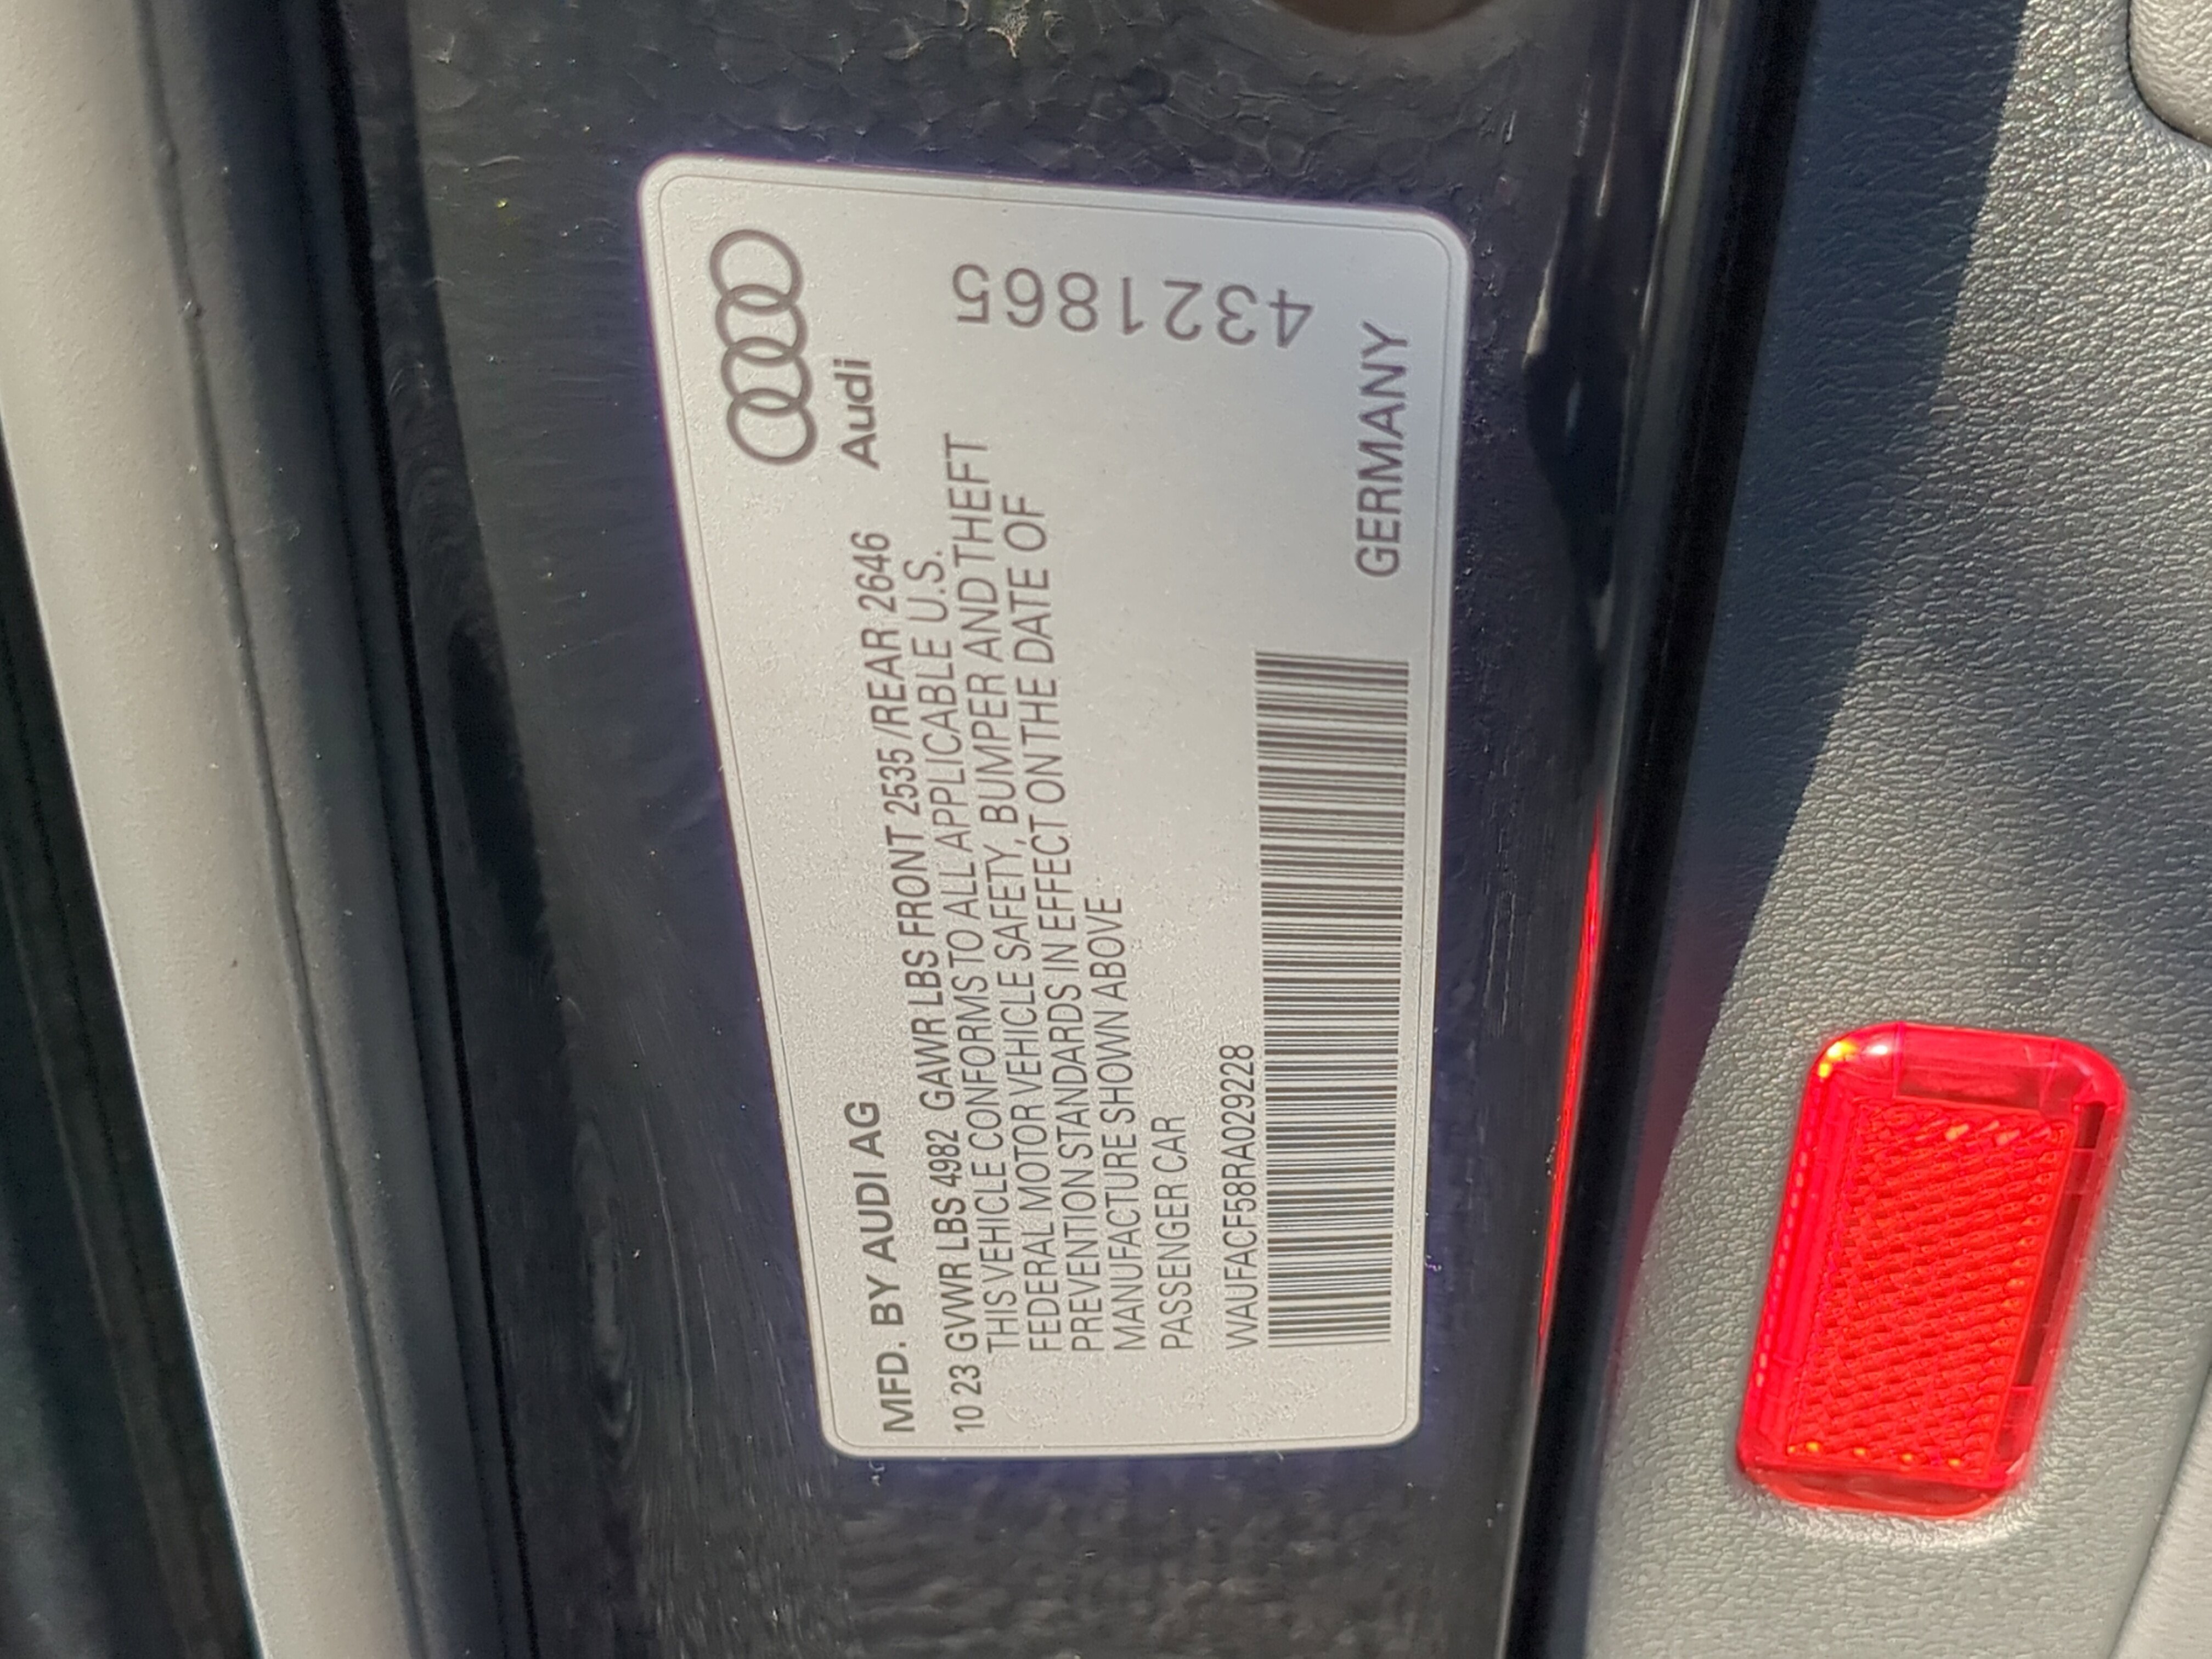 Audi
MFD. BY AUDI AG
10 23 GVWR LBS 4982 GAWR LBS FRONT 2535 /REAR 2646
THIS VEHICLE CONFORMS TO ALL APPLICABLE U.S.
FEDERAL MOTOR VEHICLE SAFETY, BUMPER AND THEFT
PREVENTION STANDARDS IN EFFECT ON THE DATE OF
MANUFACTURE SHOWN ABOVE.
PASSENGER CAR
4321865
WAUFACF58RA029228
GERMANY